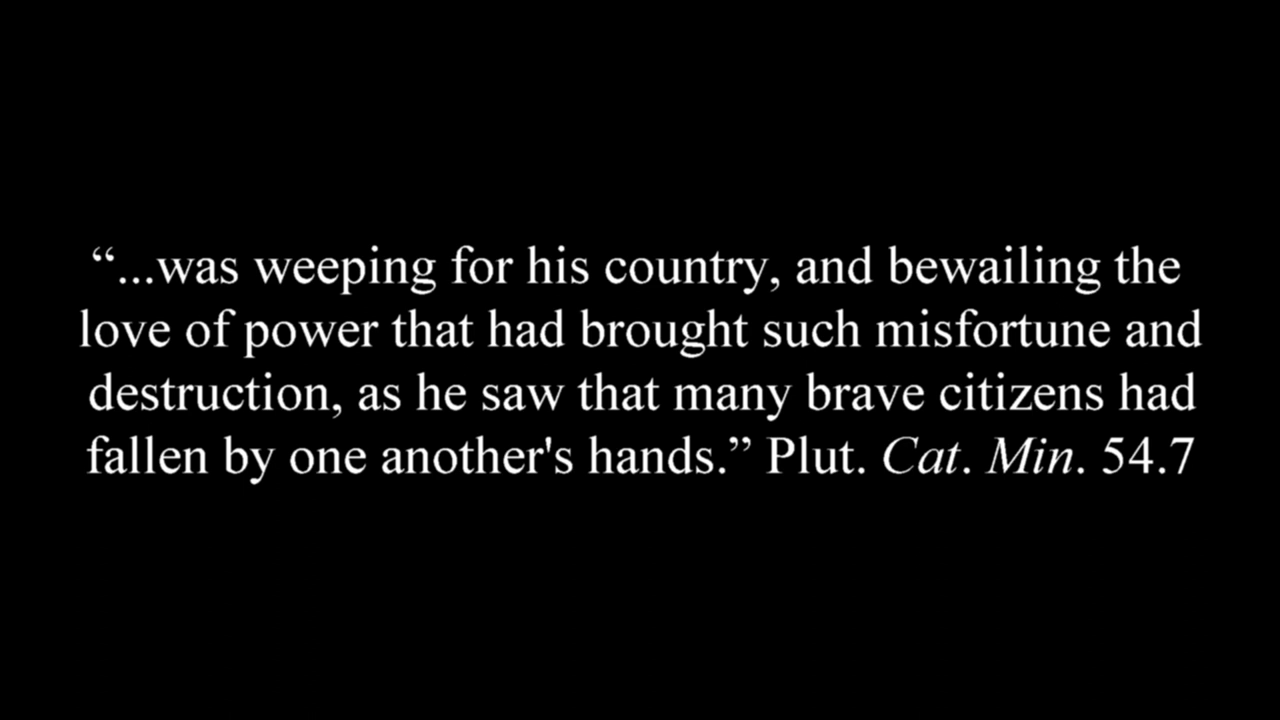 “...was weeping for his country, and bewailing the
love of power that had brought such misfortune and
destruction, as he saw that many brave citizens had
fallen by one another's hands.” Plut. Cat. Min. 54.7